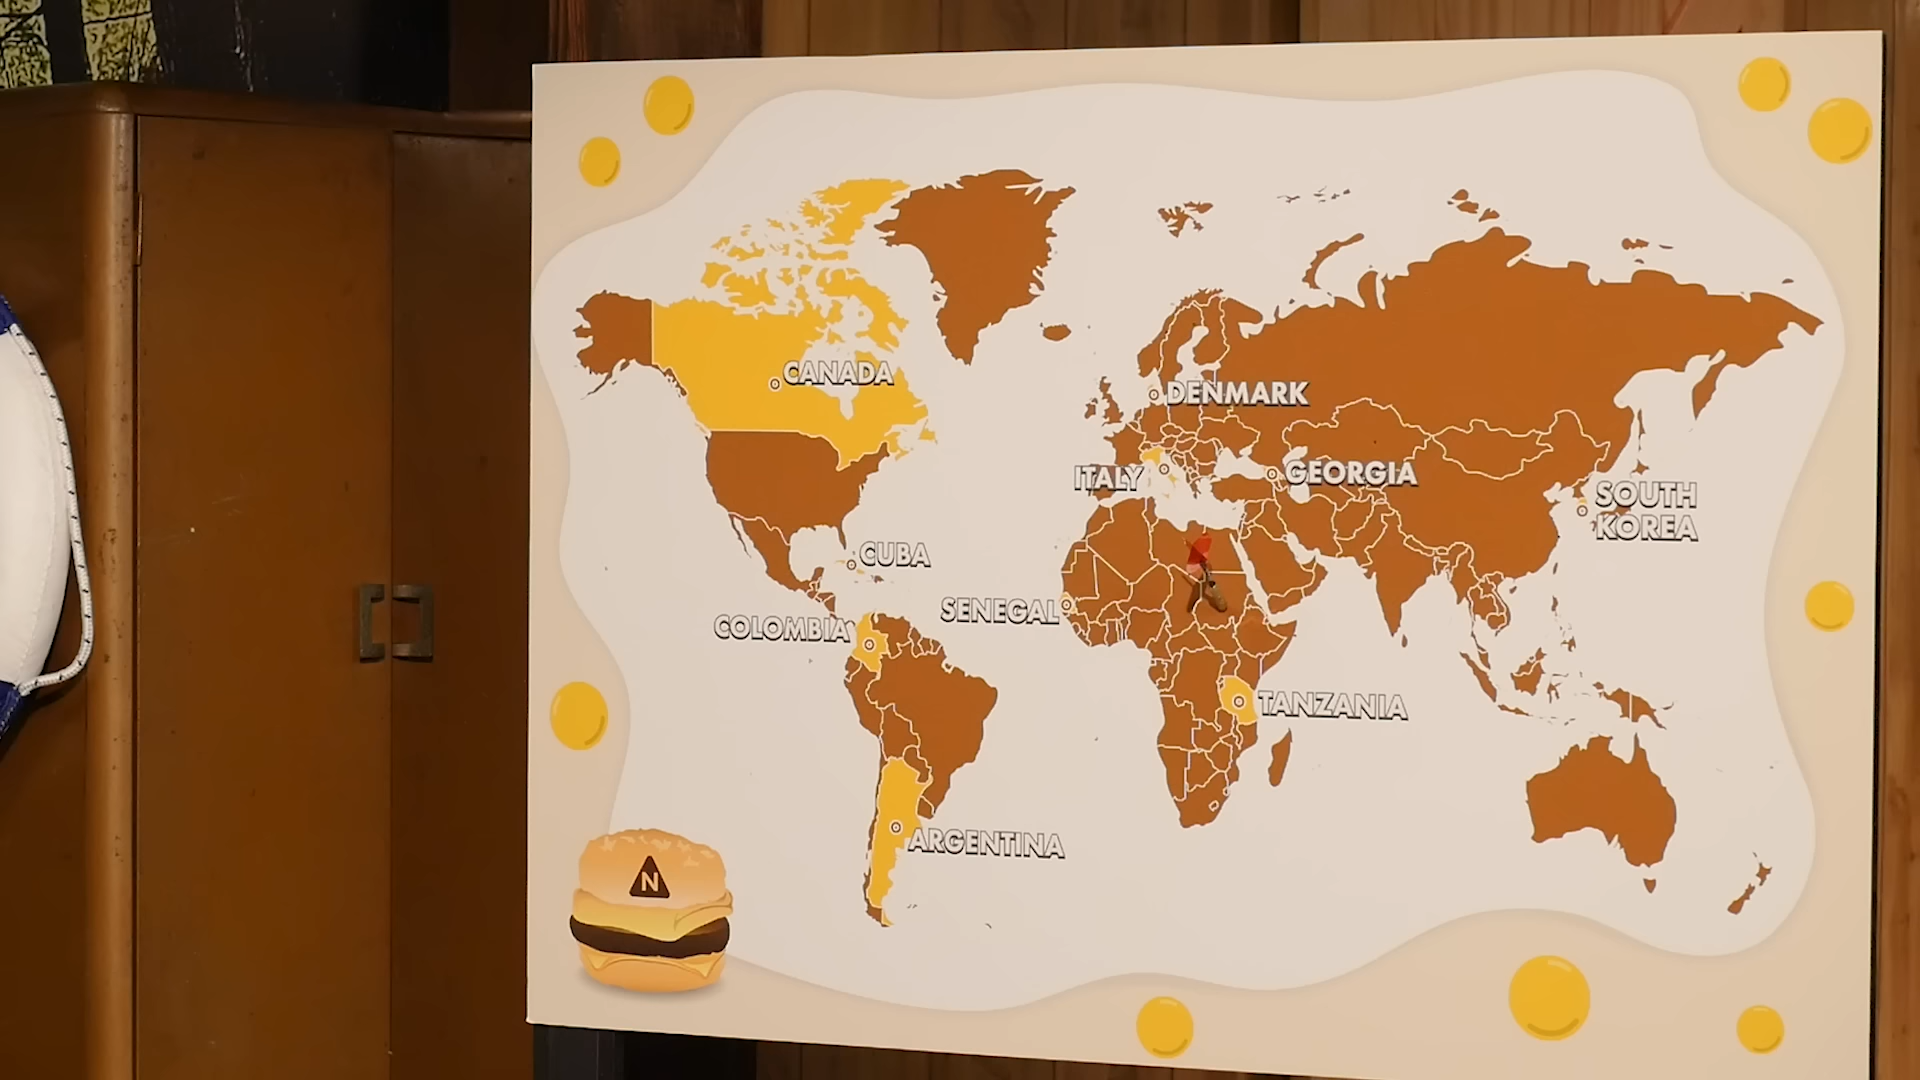 CANADA
DENMARK
ITALY
GEORGIA
SOUTH
KOREA
CUBA
SENEGAL
COLOMBIA
TANZANIA
ARGENTINA
N